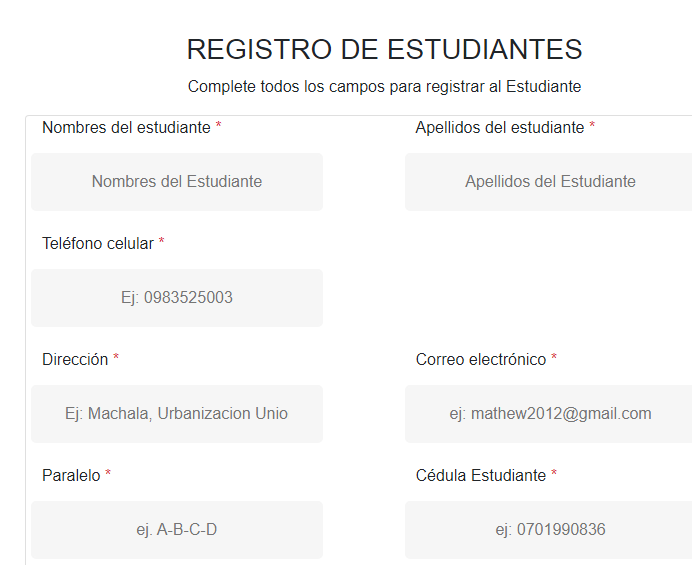 REGISTRO DE ESTUDIANTES
Complete todos los campos para registrar al Estudiante
Nombres del estudiante *
Apellidos del estudiante *
Nombres del Estudiante
Apellidos del Estudiante
Teléfono celular *
Ej: 0983525003
Dirección *
Correo electrónico *
Ej: Machala, Urbanizacion Unio
ej: mathew2012@gmail.com
Paralelo *
Cédula Estudiante *
ej. A-B-C-D
ej: 0701990836